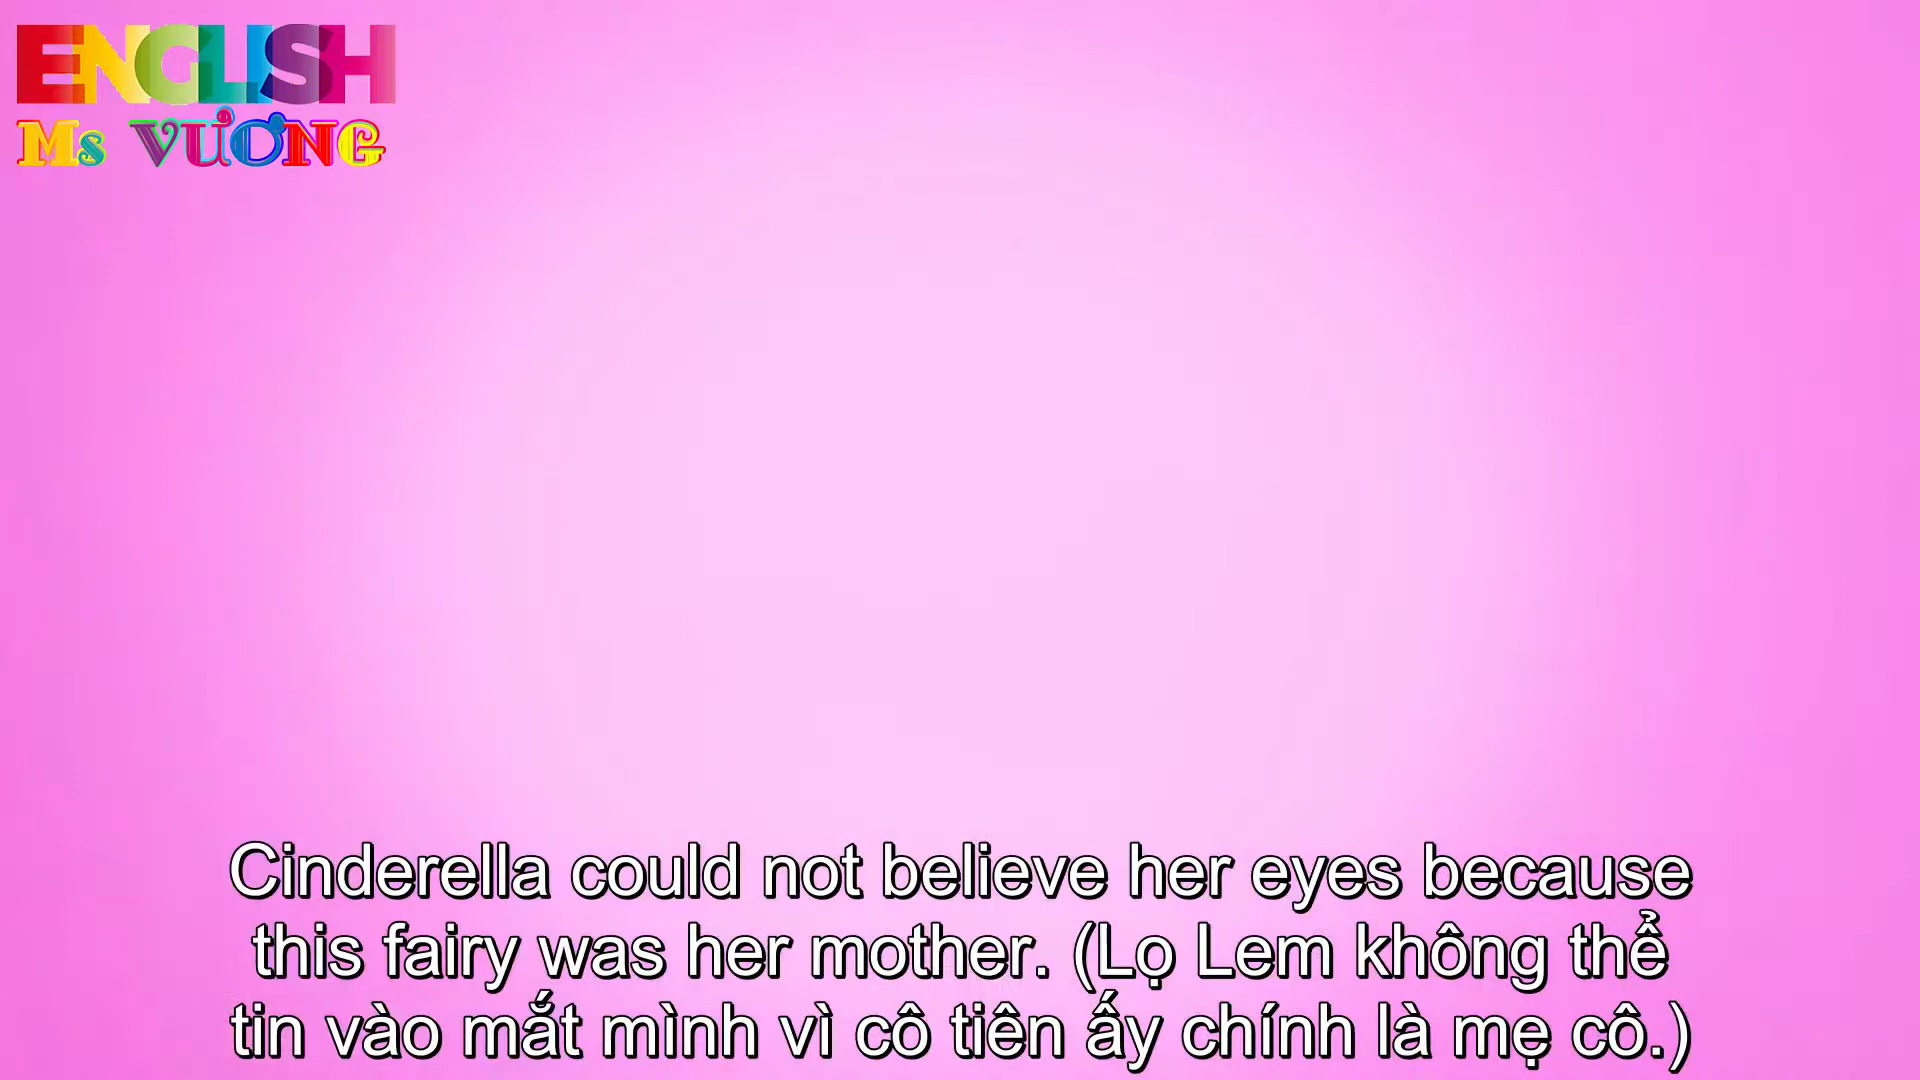 ENGLISH
Ms VƯƠNG
Cinderella could not believe her eyes because
this fairy was her mother. (Lọ Lem không thể
tin vào mắt mình vì cô tiên ấy chính là mẹ cô.)